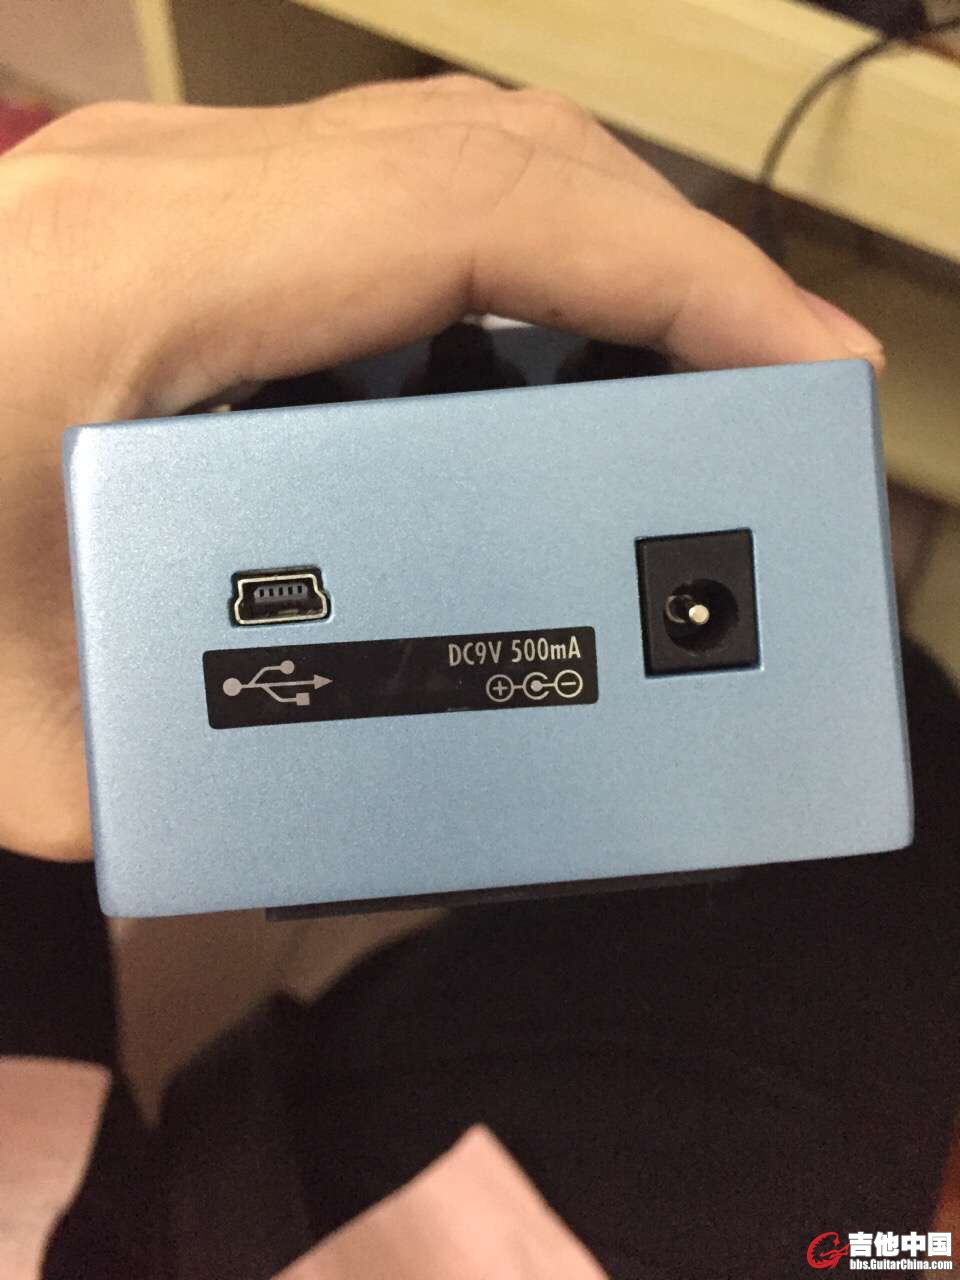 DC9V 500mA
吉他中国
bbs.GuitarChina.com